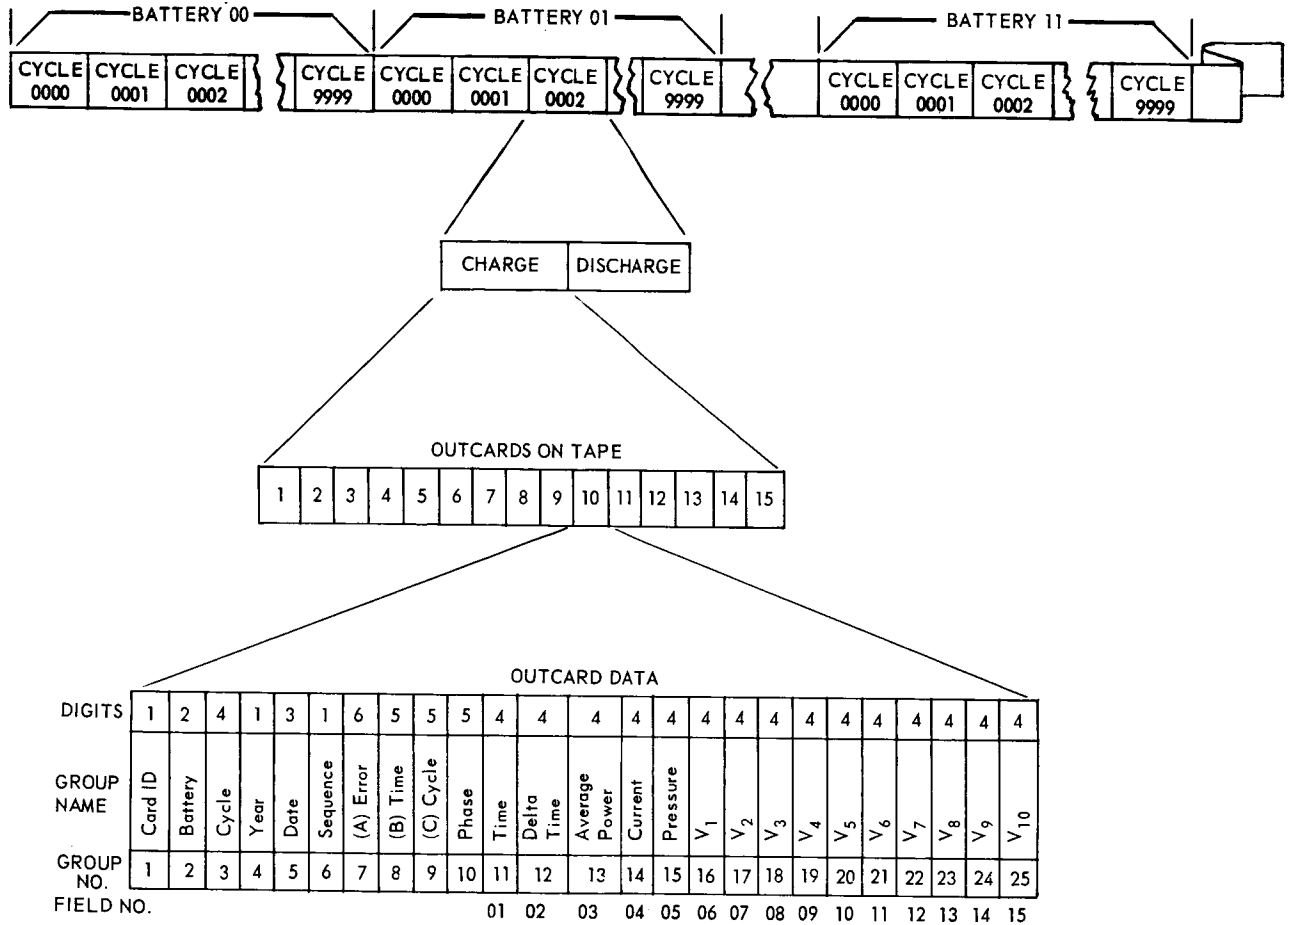 BATTERY 00 BATTERY 01 BATTERY 11
CYCLE CYCLE CYCLE CYCLE CYCLE CYCLE CYCLE CYCLE CYCLE CYCLE CYCLE CYCLE
0000 0001 0002 9999 0000 0001 0002 9999 0000 0001 0002 9999
CHARGE DISCHARGE
OUTCARDS ON TAPE
1 2 3 4 5 6 7 8 9 10 11 12 13 14 15
OUTCARD DATA
DIGITS 1 2 4 1 3 1 6 5 5 5 4 4 4 4 4 4 4 4 4 4 4 4 4 4 4
GROUP NAME Card ID Battery Cycle Year Date Sequence (A) Error (B) Time (C) Cycle Phase Time Delta Time Average Power Current Pressure V1 V2 V3 V4 V5 V6 V7 V8 V9 V10
GROUP NO. 1 2 3 4 5 6 7 8 9 10 11 12 13 14 15 16 17 18 19 20 21 22 23 24 25
FIELD NO. 01 02 03 04 05 06 07 08 09 10 11 12 13 14 15